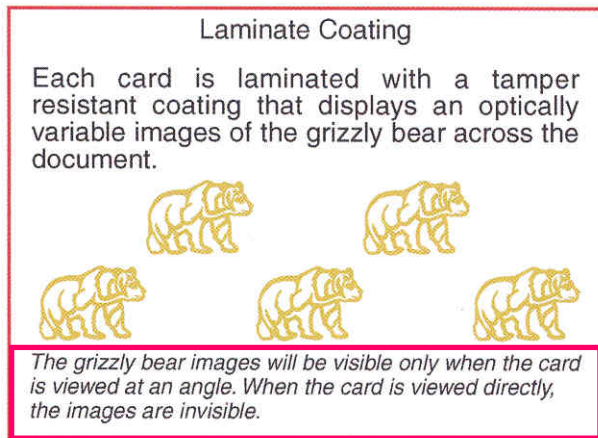 Laminate Coating
Each card is laminated with a tamper
resistant coating that displays an optically
variable images of the grizzly bear across the
document.
The grizzly bear images will be visible only when the card
is viewed at an angle. When the card is viewed directly,
the images are invisible.